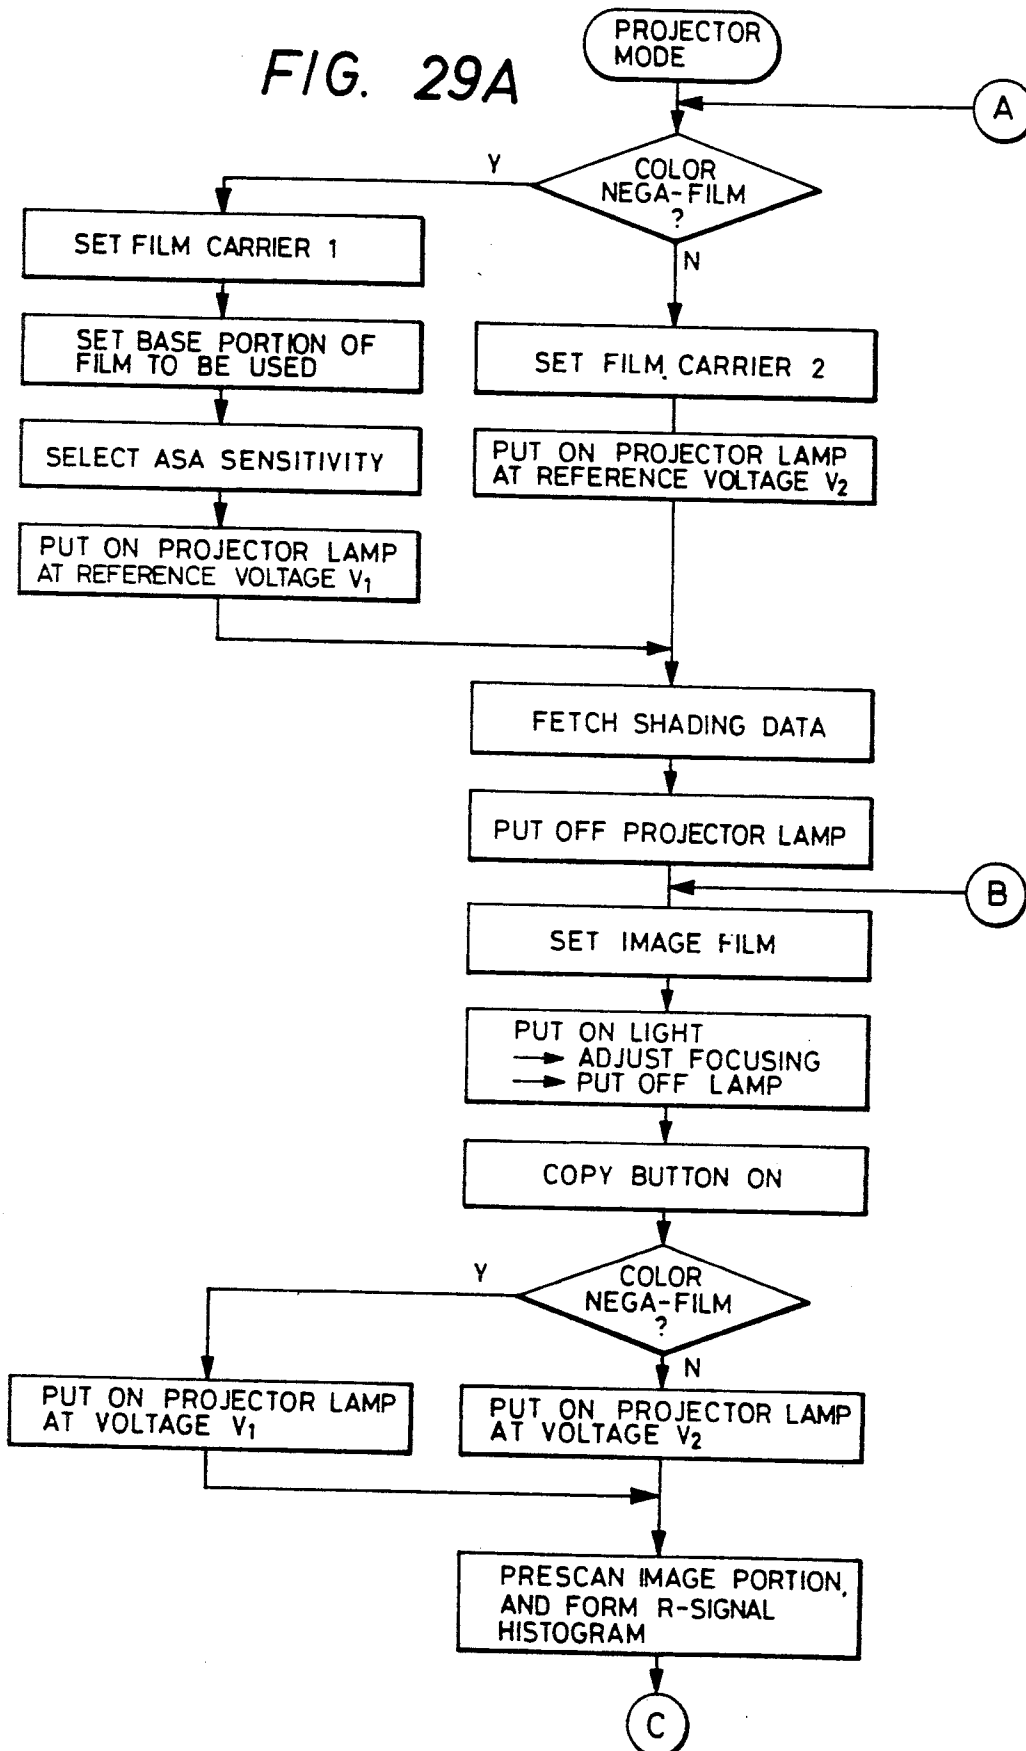 FIG. 29A
PROJECTOR
MODE
A
COLOR
NEGA-FILM
?
Y
N
SET FILM CARRIER 1
SET BASE PORTION OF
FILM TO BE USED
SELECT ASA SENSITIVITY
PUT ON PROJECTOR LAMP
AT REFERENCE VOLTAGE V1
SET FILM CARRIER 2
PUT ON PROJECTOR LAMP
AT REFERENCE VOLTAGE V2
FETCH SHADING DATA
PUT OFF PROJECTOR LAMP
B
SET IMAGE FILM
PUT ON LIGHT
→ ADJUST FOCUSING
→ PUT OFF LAMP
COPY BUTTON ON
COLOR
NEGA-FILM
?
Y
N
PUT ON PROJECTOR LAMP
AT VOLTAGE V1
PUT ON PROJECTOR LAMP
AT VOLTAGE V2
PRESCAN IMAGE PORTION,
AND FORM R-SIGNAL
HISTOGRAM
C